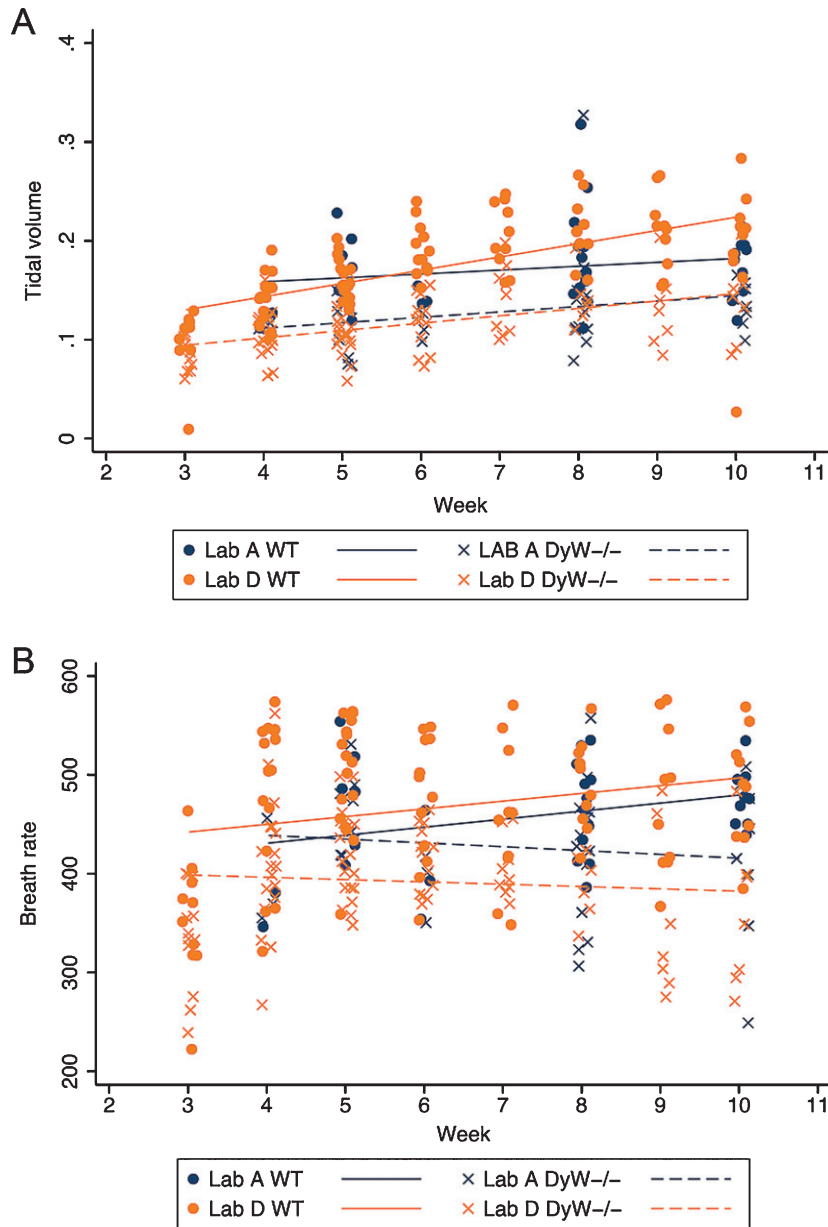 A
.4
.3
.2
.1
0
Tidal volume
2 3 4 5 6 7 8 9 10 11
Week
Lab A WT LAB A DyW−/−
Lab D WT Lab D DyW−/−
B
600
500
400
300
200
Breath rate
2 3 4 5 6 7 8 9 10 11
Week
Lab A WT Lab A DyW−/−
Lab D WT Lab D DyW−/−